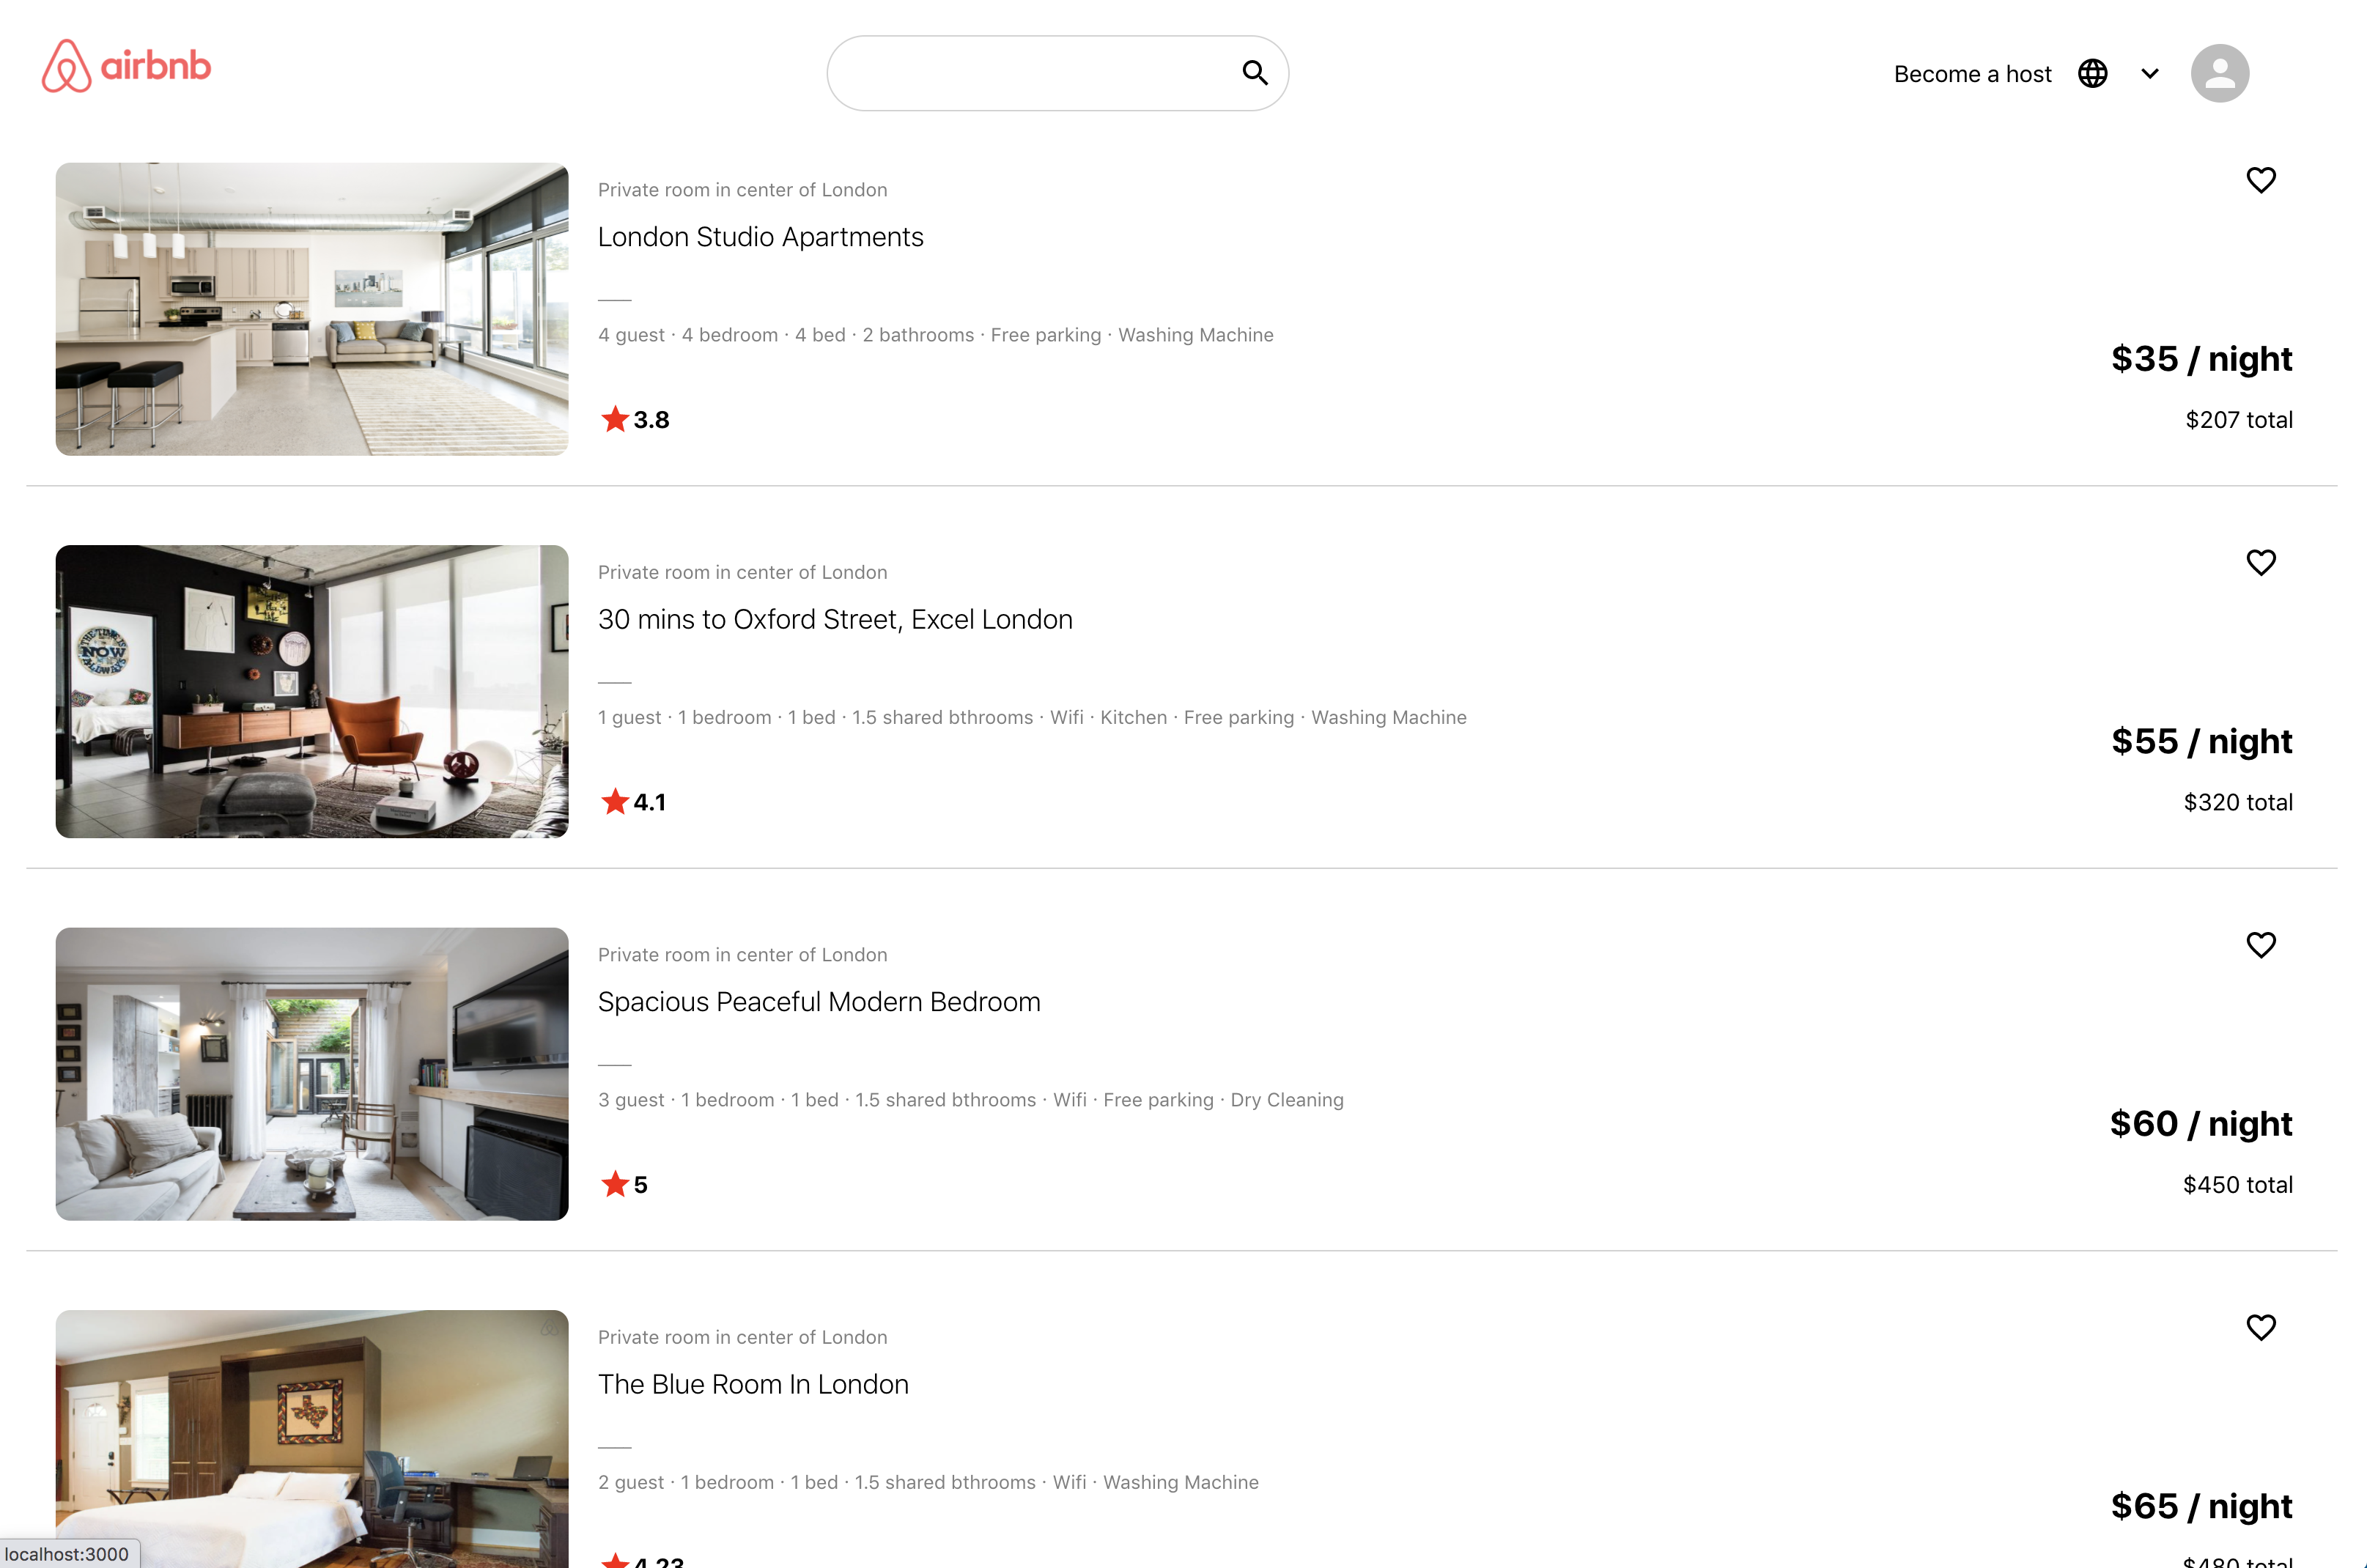 airbnb
Become a host
Private room in center of London
London Studio Apartments
4 guest · 4 bedroom · 4 bed · 2 bathrooms · Free parking · Washing Machine
$35 / night
3.8
$207 total
Private room in center of London
30 mins to Oxford Street, Excel London
THE TIME IS
NOW
ALWAYS
1 guest · 1 bedroom · 1 bed · 1.5 shared bthrooms · Wifi · Kitchen · Free parking · Washing Machine
$55 / night
4.1
$320 total
Private room in center of London
Spacious Peaceful Modern Bedroom
3 guest · 1 bedroom · 1 bed · 1.5 shared bthrooms · Wifi · Free parking · Dry Cleaning
$60 / night
5
$450 total
Private room in center of London
The Blue Room In London
2 guest · 1 bedroom · 1 bed · 1.5 shared bthrooms · Wifi · Washing Machine
$65 / night
4.23
$480 total
localhost:3000